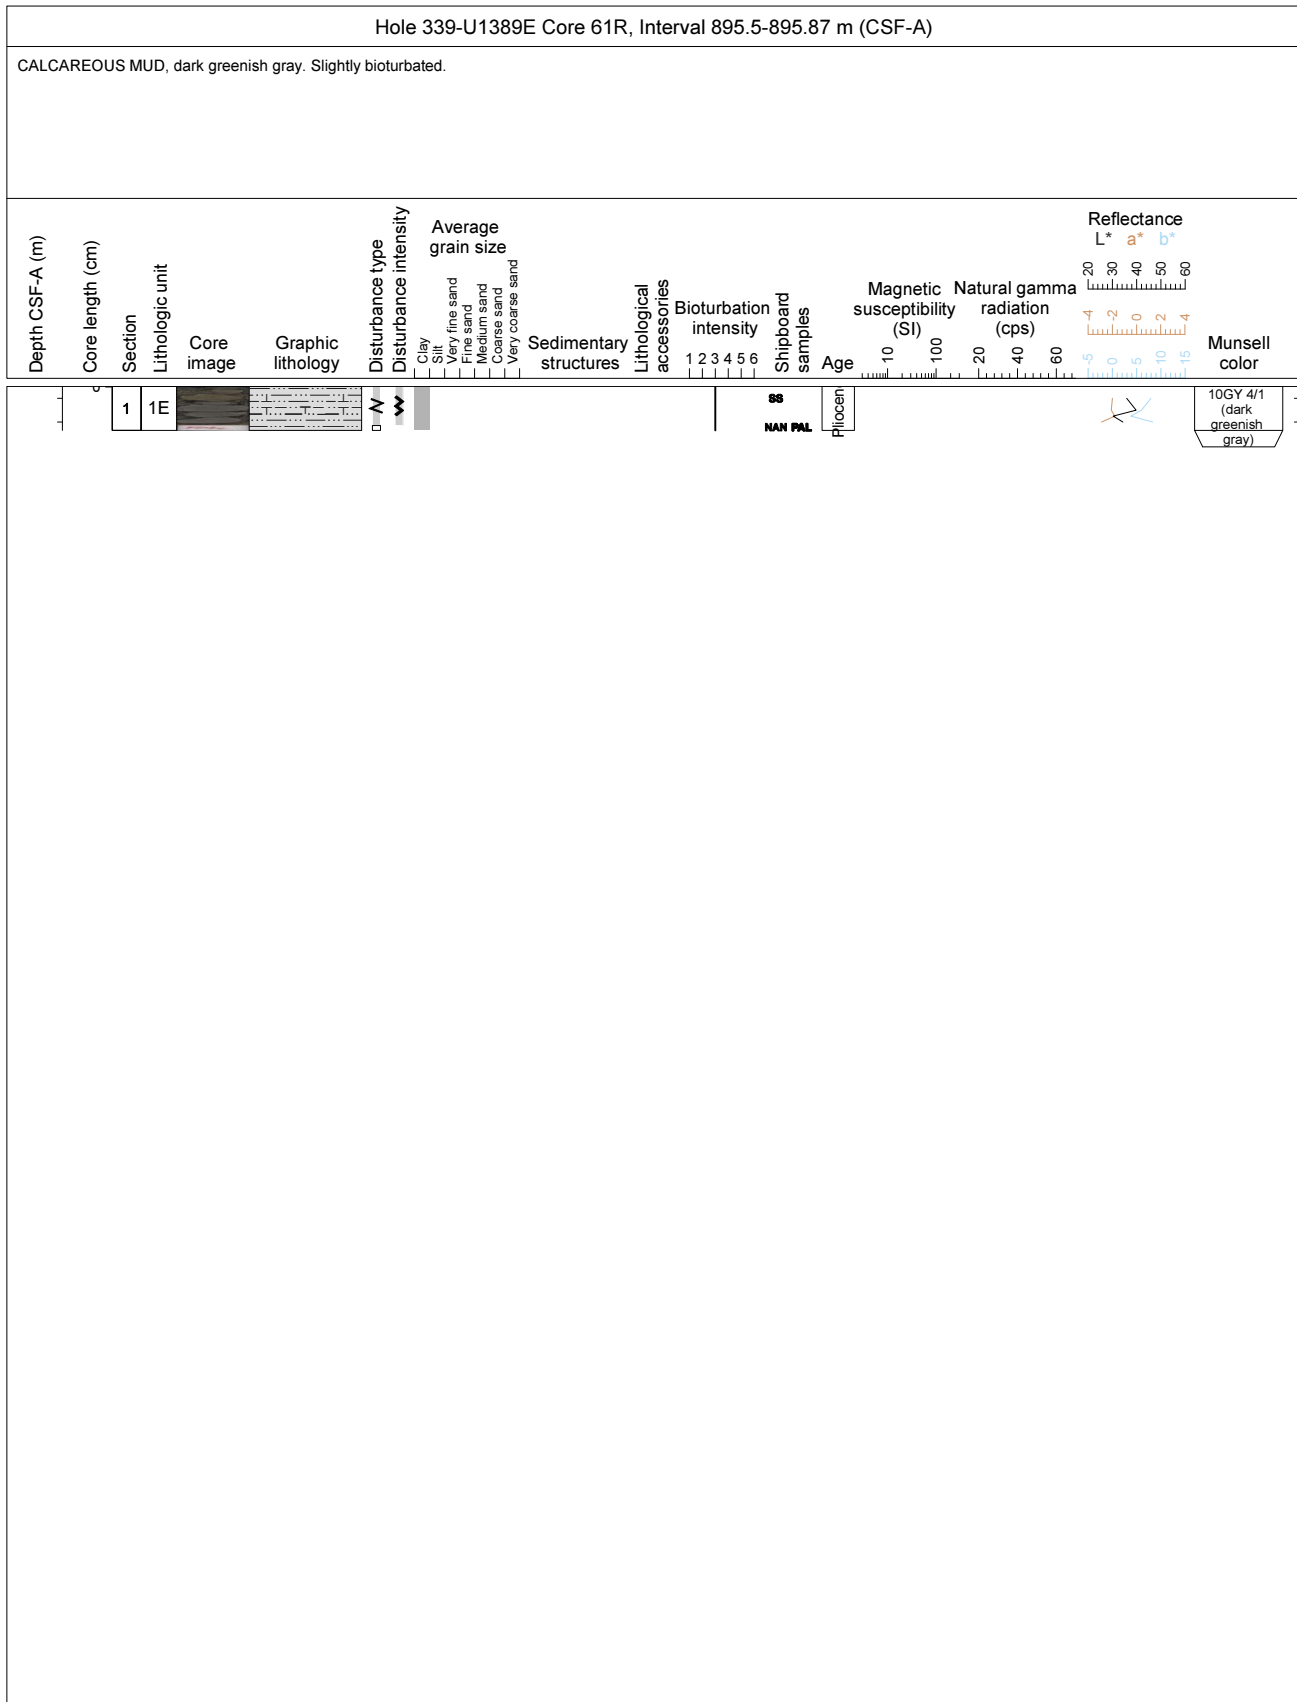 Hole 339-U1389E Core 61R, Interval 895.5-895.87 m (CSF-A)
CALCAREOUS MUD, dark greenish gray. Slightly bioturbated.
Depth CSF-A (m)
Core length (cm)
Section
Lithologic unit
Core
image
Graphic
lithology
Disturbance type
Disturbance intensity
Average
grain size
Clay
Silt
Very fine sand
Fine sand
Medium sand
Coarse sand
Very coarse sand
Sedimentary
structures
Lithological
accessories
Bioturbation
intensity
1 2 3 4 5 6
Shipboard
samples
Age
Magnetic
susceptibility
(SI)
10
100
Natural gamma
radiation
(cps)
20
40
60
Reflectance
L* a* b*
20 30 40 50 60
-4 -2 0 2 4
-5 0 5 10 15
Munsell
color
0
1
1E
SS
NAN PAL
Pliocen
10GY 4/1
(dark
greenish
gray)